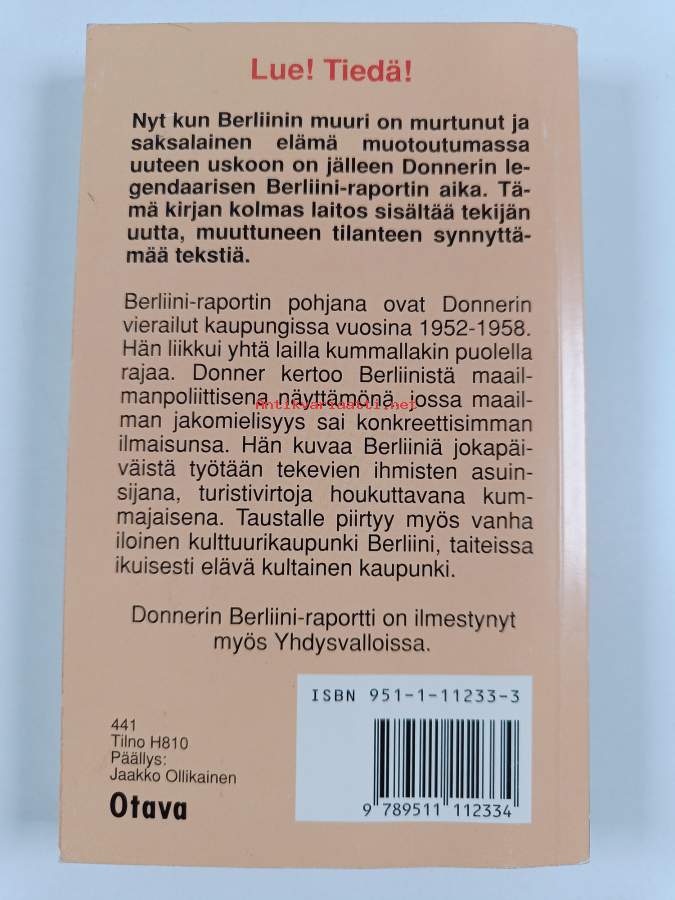 Lue! Tiedä!
Nyt kun Berliinin muuri on murtunut ja
saksalainen elämä muotoutumassa
uuteen uskoon on jälleen Donnerin le-
gendaarisen Berliini-raportin aika. Tä-
mä kirjan kolmas laitos sisältää tekijän
uutta, muuttuneen tilanteen synnyttä-
mää tekstiä.
Berliini-raportin pohjana ovat Donnerin
vierailut kaupungissa vuosina 1952-1958.
Hän liikkui yhtä lailla kummallakin puolella
rajaa. Donner kertoo Berliinistä maail-
manpoliittisena näyttämönä, jossa maail-
Antikvariaatti.net
man jakomielisyys sai konkreettisimman
ilmaisunsa. Hän kuvaa Berliiniä jokapäi-
väistä työtään tekevien ihmisten asuin-
sijana, turistivirtoja houkuttavana kum-
majaisena. Taustalle piirtyy myös vanha
iloinen kulttuurikaupunki Berliini, taiteissa
ikuisesti elävä kultainen kaupunki.
Donnerin Berliini-raportti on ilmestynyt
myös Yhdysvalloissa.
ISBN 951-1-11233-3
441
Tilno H810
Päällys:
Jaakko Ollikainen
Otava
9 789511 112334